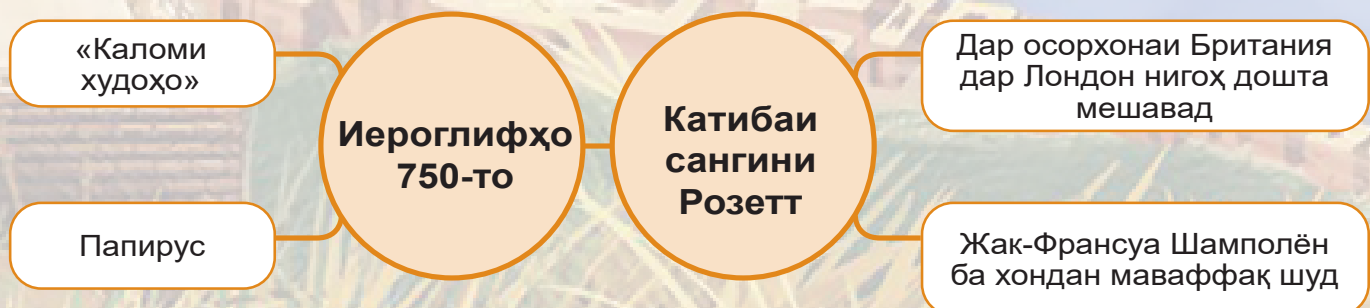 «Каломи
худоҳо»
Папирус
Иероглифҳо
750-то
Катибаи
сангини
Розетт
Дар осорхонаи Британия
дар Лондон нигоҳ дошта
мешавад
Жак-Франсуа Шамполён
ба хондан маваффақ шуд